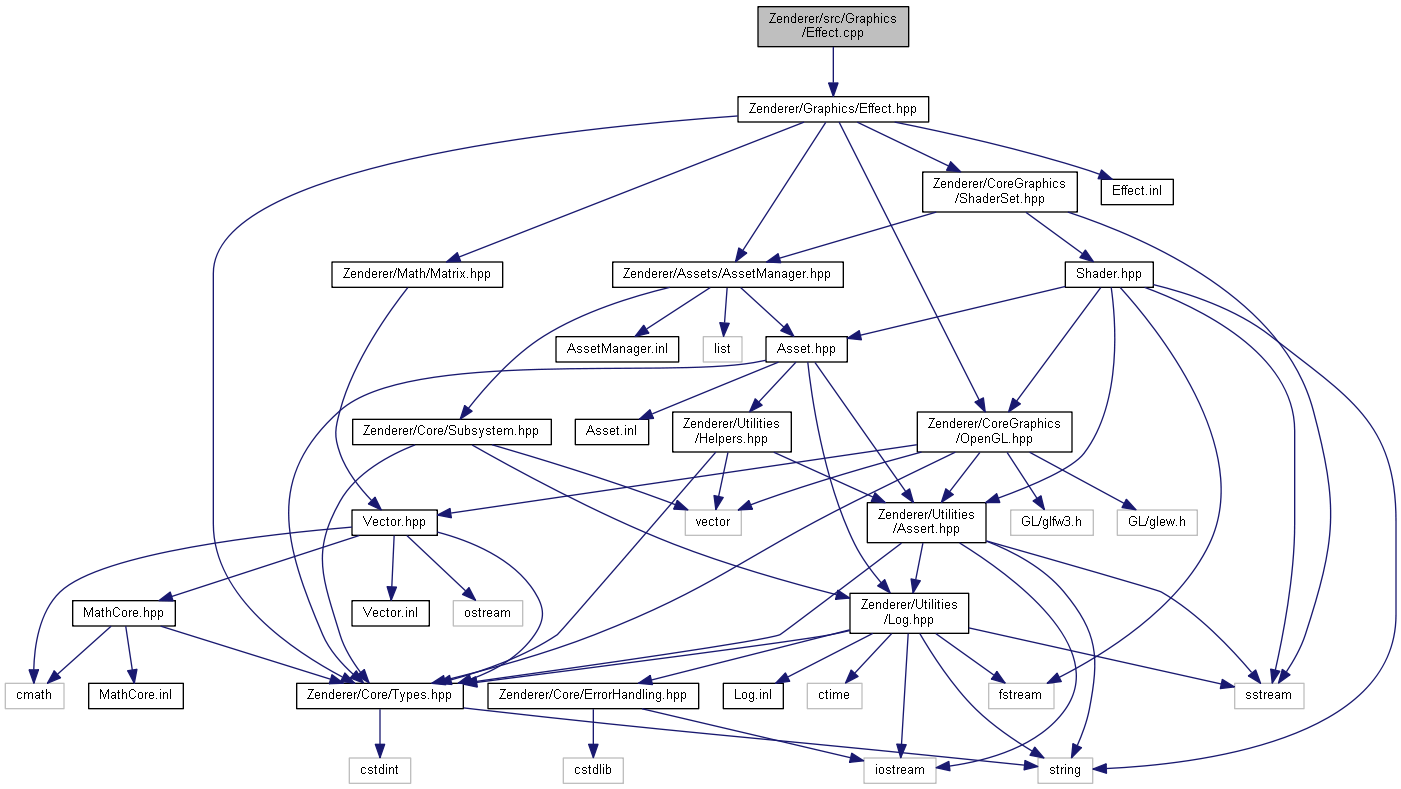 Zenderer/src/Graphics
/Effect.cpp
Zenderer/Graphics/Effect.hpp
Zenderer/CoreGraphics
/ShaderSet.hpp
Effect.inl
Zenderer/Math/Matrix.hpp
Zenderer/Assets/AssetManager.hpp
Shader.hpp
AssetManager.inl
list
Asset.hpp
Zenderer/Core/Subsystem.hpp
Asset.inl
Zenderer/Utilities
/Helpers.hpp
Zenderer/CoreGraphics
/OpenGL.hpp
Vector.hpp
vector
Zenderer/Utilities
/Assert.hpp
GL/glfw3.h
GL/glew.h
MathCore.hpp
Vector.inl
ostream
Zenderer/Utilities
/Log.hpp
cmath
MathCore.inl
Zenderer/Core/Types.hpp
Zenderer/Core/ErrorHandling.hpp
Log.inl
ctime
fstream
sstream
cstdint
cstdlib
iostream
string